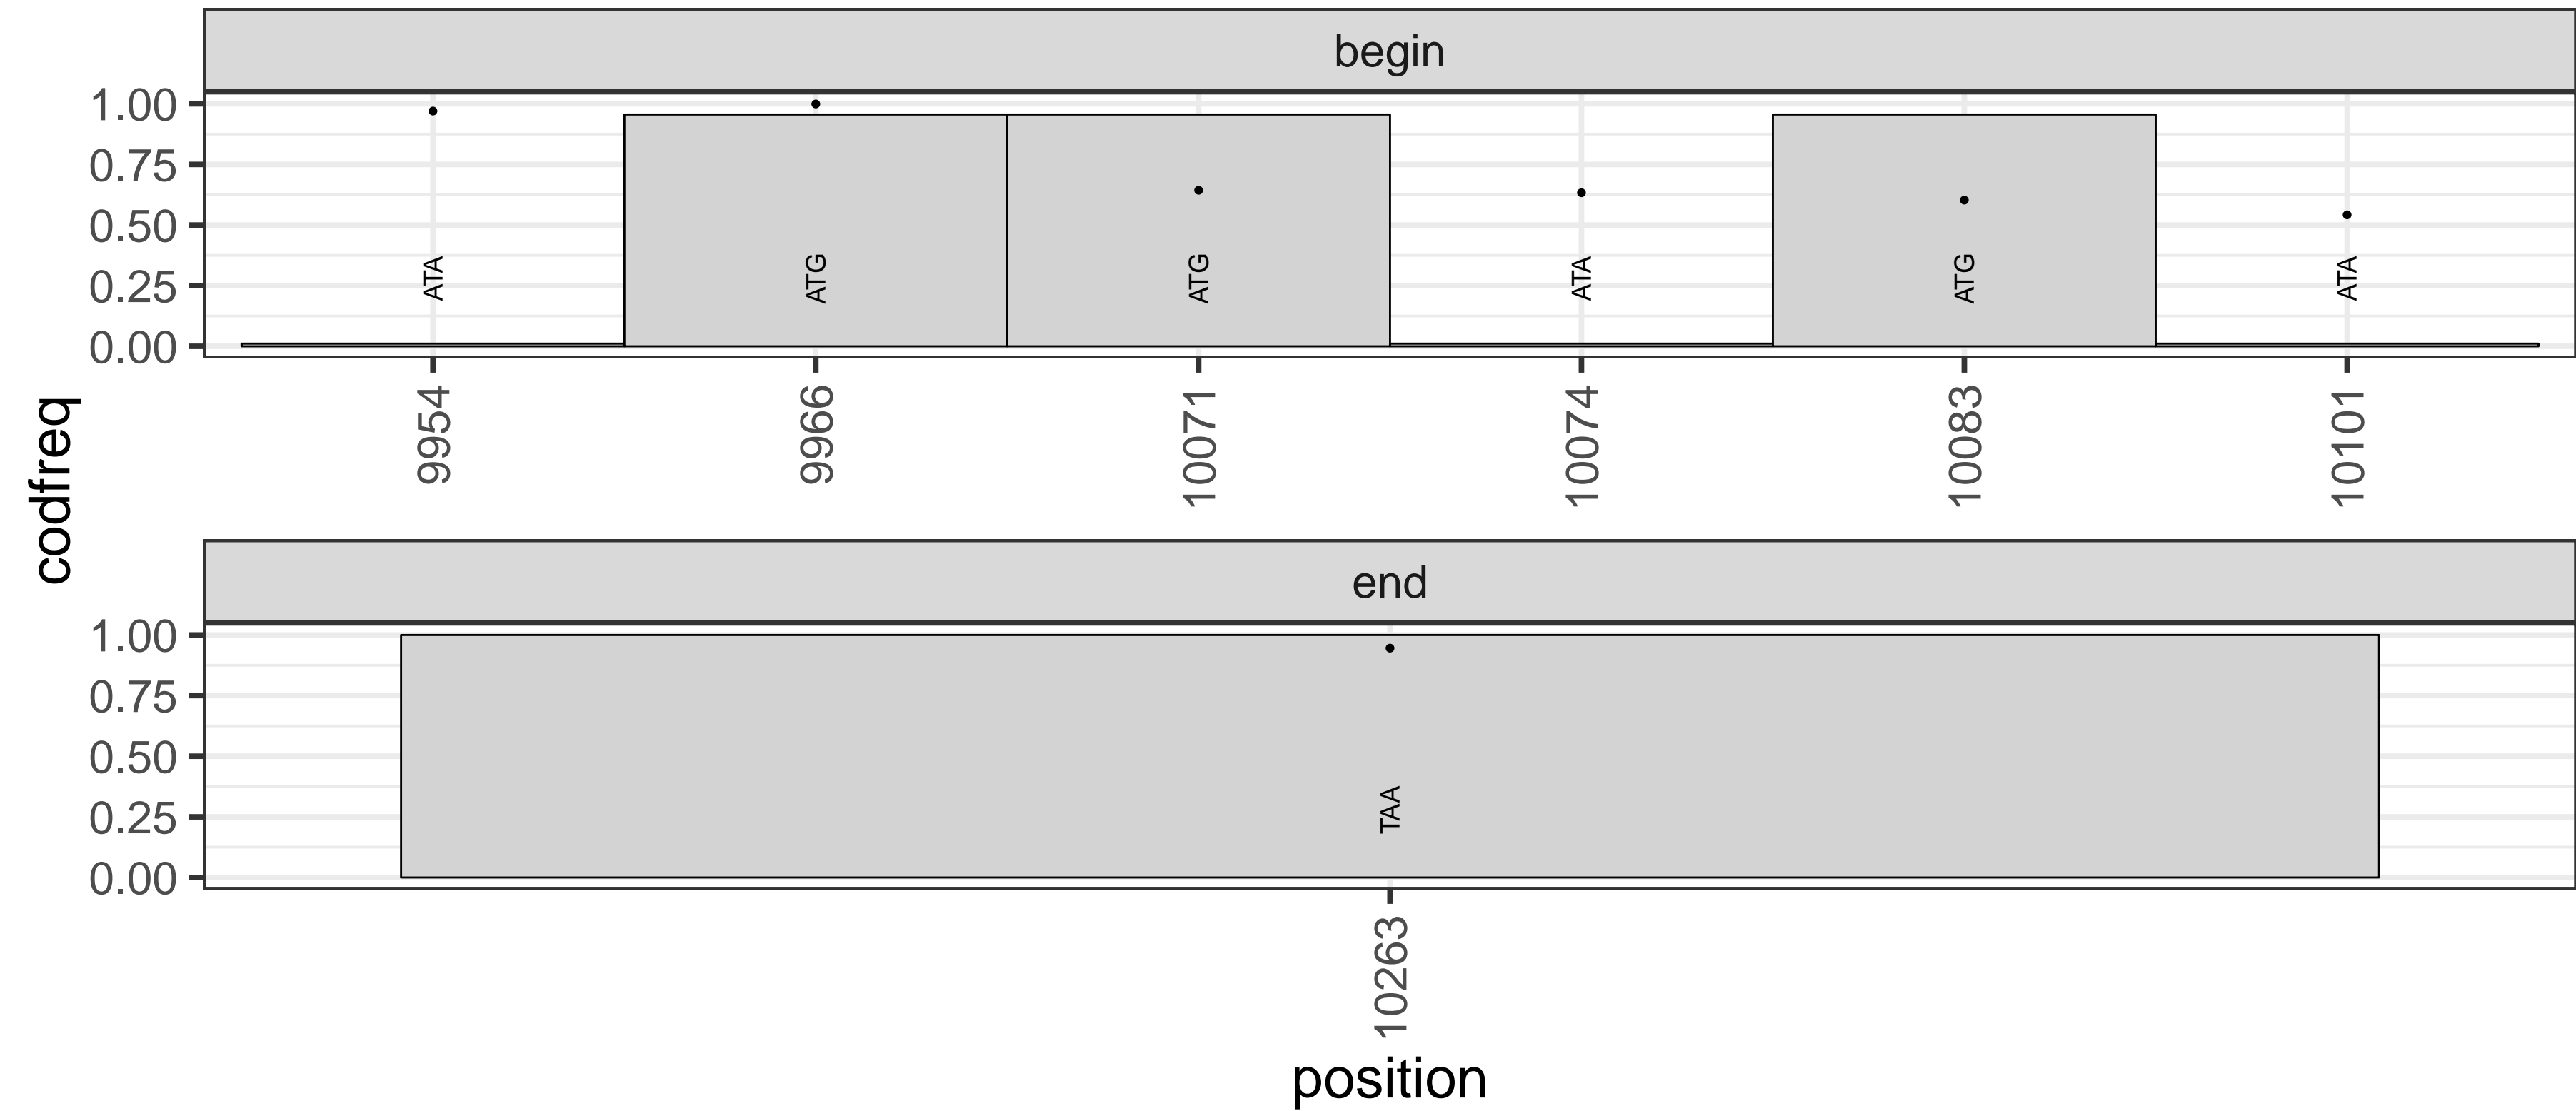 begin
1.00
0.75
0.50
0.25
0.00
ATA
ATG
ATG
ATA
ATG
ATA
9954
9966
10071
10074
10083
10101
codfreq
end
1.00
0.75
0.50
0.25
0.00
TAA
10263
position